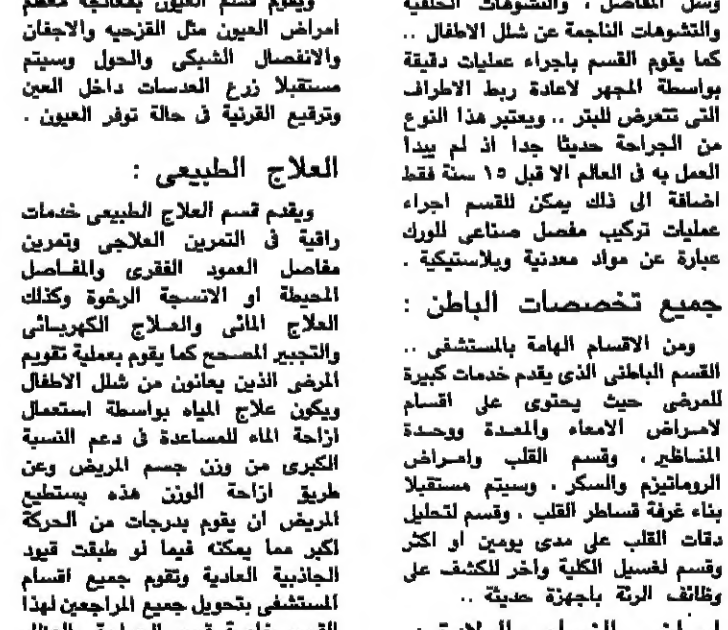 وشل المفاصل ، والتشوهات الخلقية
والتشوهات الناجمة عن شلل الاطفال ..
كما يقوم القسم باجراء عمليات دقيقة
بواسطة المجهر لاعادة ربط الاطراف
التى تتعرض للبتر .. ويعتبر هذا النوع
من الجراحة حديثا جدا اذ لم يبدا
العمل به فى العالم الا قبل ١٥ سنة فقط
اضافة الى ذلك يمكن للقسم اجراء
عمليات تركيب مفصل صناعى للورك
عبارة عن مواد معدنية وبلاستيكية .
جميع تخصصات الباطن :
ومن الاقسام الهامة بالمستشفى ..
القسم الباطنى الذى يقدم خدمات كبيرة
للمرضى حيث يحتوى على اقسام
لامراض الامعاء والمعدة ووحدة
المناظير ، وقسم القلب وامراض
الروماتيزم والسكر . وسيتم مستقبلا
بناء غرفة قساطر القلب . وقسم لتحليل
دقات القلب على مدى يومين او اكثر
وقسم لغسيل الكلية وآخر للكشف على
وظائف الرئة باجهزة حديثة ..
ويقوم قسم العيون بمعالجة معظم
امراض العيون مثل القزحيه والاجفان
والانفصال الشبكى والحول وسيتم
مستقبلا زرع العدسات داخل العين
وترقيع القرنية فى حالة توفر العيون .
العلاج الطبيعى :
ويقدم قسم العلاج الطبيعى خدمات
راقية فى التمرين العلاجى وتمرين
مفاصل العمود الفقرى والمفاصل
المحيطة او الانسجة الرخوة وكذلك
العلاج المائى والعلاج الكهربائى
والتجبير المصحح كما يقوم بعملية تقويم
المرضى الذين يعانون من شلل الاطفال
ويكون علاج المياه بواسطة استعمال
ازاحة الماء للمساعدة فى دعم النسبة
الكبرى من وزن جسم المريض وعن
طريق ازاحة الوزن هذه يستطيع
المريض ان يقوم بدرجات من الحركة
اكبر مما يمكنه فيما لو طبقت قيود
الجاذبية العادية وتقوم جميع اقسام
المستشفى بتحويل جميع المراجعين لهذا